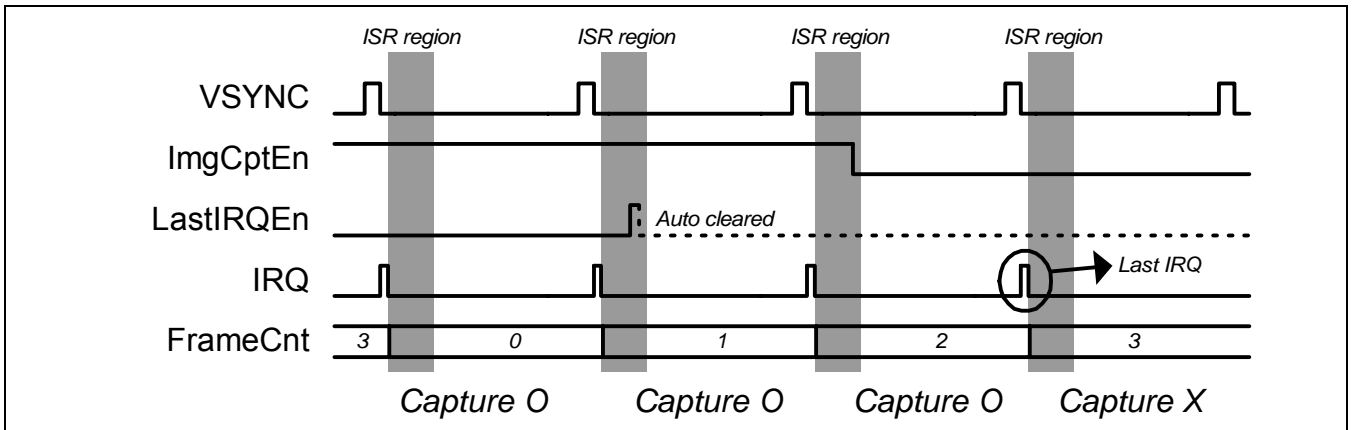 ISR region ISR region ISR region ISR region
VSYNC
ImgCptEn
LastIRQEn Auto cleared
IRQ Last IRQ
FrameCnt 3 0 1 2 3
Capture O Capture O Capture O Capture X